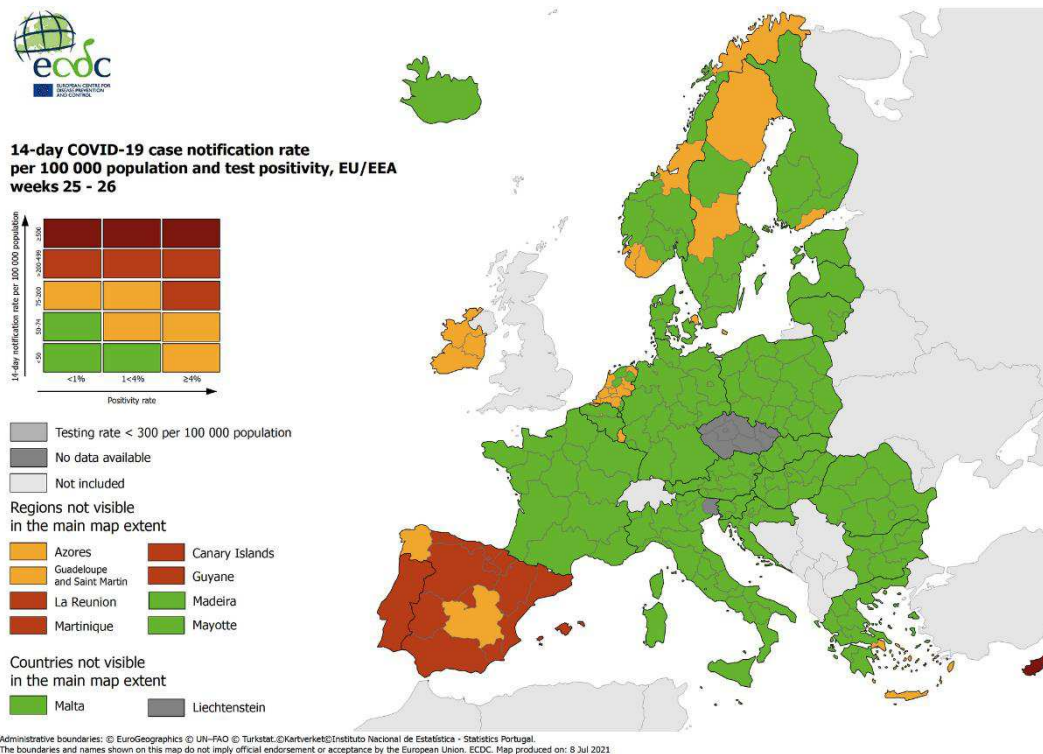 ecdc
EUROPEAN CENTRE FOR
DISEASE PREVENTION
AND CONTROL
14-day COVID-19 case notification rate
per 100 000 population and test positivity, EU/EEA
weeks 25 - 26
14-day notification rate per 100 000 population
≥500
>200-499
75-200
50-74
<50
<1%
1<4%
≥4%
Positivity rate
Testing rate < 300 per 100 000 population
No data available
Not included
Regions not visible
in the main map extent
Azores
Canary Islands
Guadeloupe
and Saint Martin
Guyane
La Reunion
Madeira
Martinique
Mayotte
Countries not visible
in the main map extent
Malta
Liechtenstein
Administrative boundaries: © EuroGeographics © UN–FAO © Turkstat.©Kartverket©Instituto Nacional de Estatística - Statistics Portugal.
The boundaries and names shown on this map do not imply official endorsement or acceptance by the European Union. ECDC. Map produced on: 8 Jul 2021